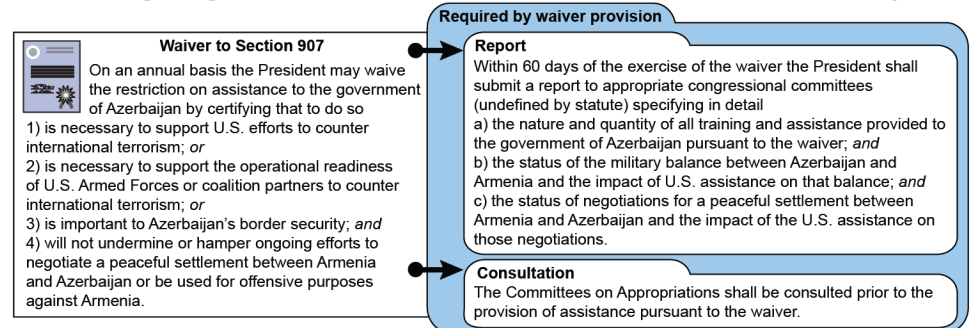 Required by waiver provision
Waiver to Section 907
On an annual basis the President may waive
the restriction on assistance to the government
of Azerbaijan by certifying that to do so
1) is necessary to support U.S. efforts to counter
international terrorism; or
2) is necessary to support the operational readiness
of U.S. Armed Forces or coalition partners to counter
international terrorism; or
3) is important to Azerbaijan's border security; and
4) will not undermine or hamper ongoing efforts to
negotiate a peaceful settlement between Armenia
and Azerbaijan or be used for offensive purposes
against Armenia.
Report
Within 60 days of the exercise of the waiver the President shall
submit a report to appropriate congressional committees
(undefined by statute) specifying in detail
a) the nature and quantity of all training and assistance provided to
the government of Azerbaijan pursuant to the waiver; and
b) the status of the military balance between Azerbaijan and
Armenia and the impact of U.S. assistance on that balance; and
c) the status of negotiations for a peaceful settlement between
Armenia and Azerbaijan and the impact of the U.S. assistance on
those negotiations.
Consultation
The Committees on Appropriations shall be consulted prior to the
provision of assistance pursuant to the waiver.